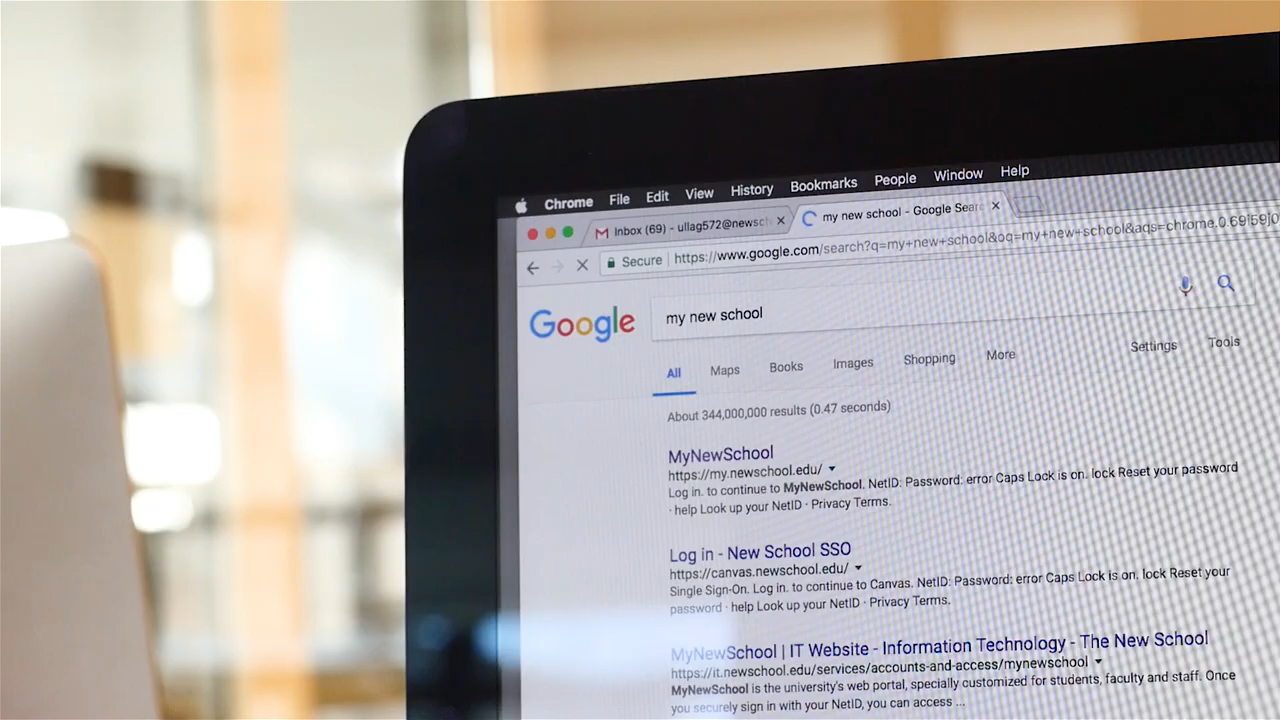 Chrome File Edit View History Bookmarks People Window Help
Inbox (69) - ullag572@newsch
my new school - Google Sear
Secure https://www.google.com/search?q=my+new+school&oq=my+new+school&aqs=chrome.0.69i59j0
Google my new school
All Maps Books Images Shopping More Settings Tools
About 344,000,000 results (0.47 seconds)
MyNewSchool
https://my.newschool.edu/
Log in. to continue to MyNewSchool. NetID: Password: error Caps Lock is on. lock Reset your password
· help Look up your NetID · Privacy Terms.
Log in - New School SSO
https://canvas.newschool.edu/
Single Sign-On. Log in. to continue to Canvas. NetID: Password: error Caps Lock is on. lock Reset your
password · help Look up your NetID · Privacy Terms.
MyNewSchool | IT Website - Information Technology - The New School
https://it.newschool.edu/services/accounts-and-access/mynewschool
MyNewSchool is the university's web portal, specially customized for students, faculty and staff. Once
you securely sign in with your NetID, you can access ...